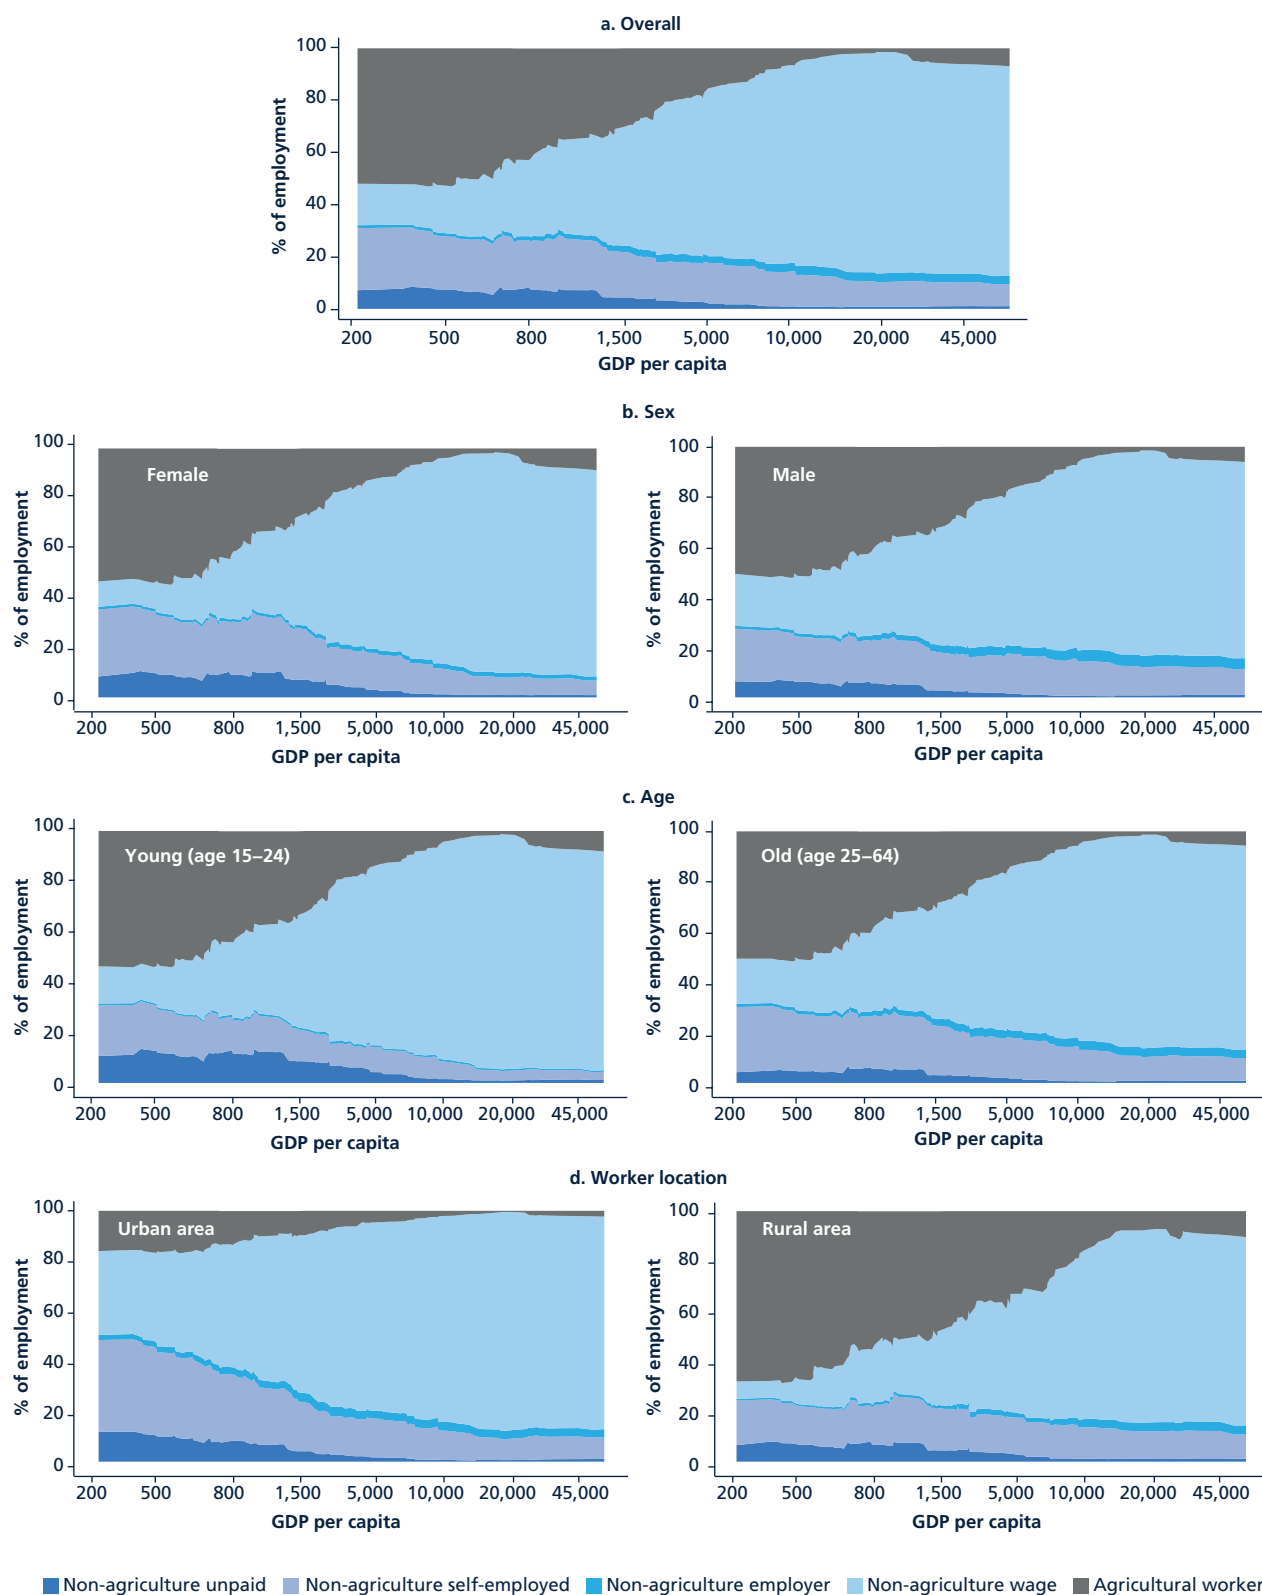 a. Overall
% of employment
100
80
60
40
20
0
200 500 800 1,500 5,000 10,000 20,000 45,000
GDP per capita
b. Sex
Female
% of employment
100
80
60
40
20
0
200 500 800 1,500 5,000 10,000 20,000 45,000
GDP per capita
Male
% of employment
100
80
60
40
20
0
200 500 800 1,500 5,000 10,000 20,000 45,000
GDP per capita
c. Age
Young (age 15–24)
% of employment
100
80
60
40
20
0
200 500 800 1,500 5,000 10,000 20,000 45,000
GDP per capita
Old (age 25–64)
% of employment
100
80
60
40
20
0
200 500 800 1,500 5,000 10,000 20,000 45,000
GDP per capita
d. Worker location
Urban area
% of employment
100
80
60
40
20
0
200 500 800 1,500 5,000 10,000 20,000 45,000
GDP per capita
Rural area
% of employment
100
80
60
40
20
0
200 500 800 1,500 5,000 10,000 20,000 45,000
GDP per capita
Non-agriculture unpaid Non-agriculture self-employed Non-agriculture employer Non-agriculture wage Agricultural worker